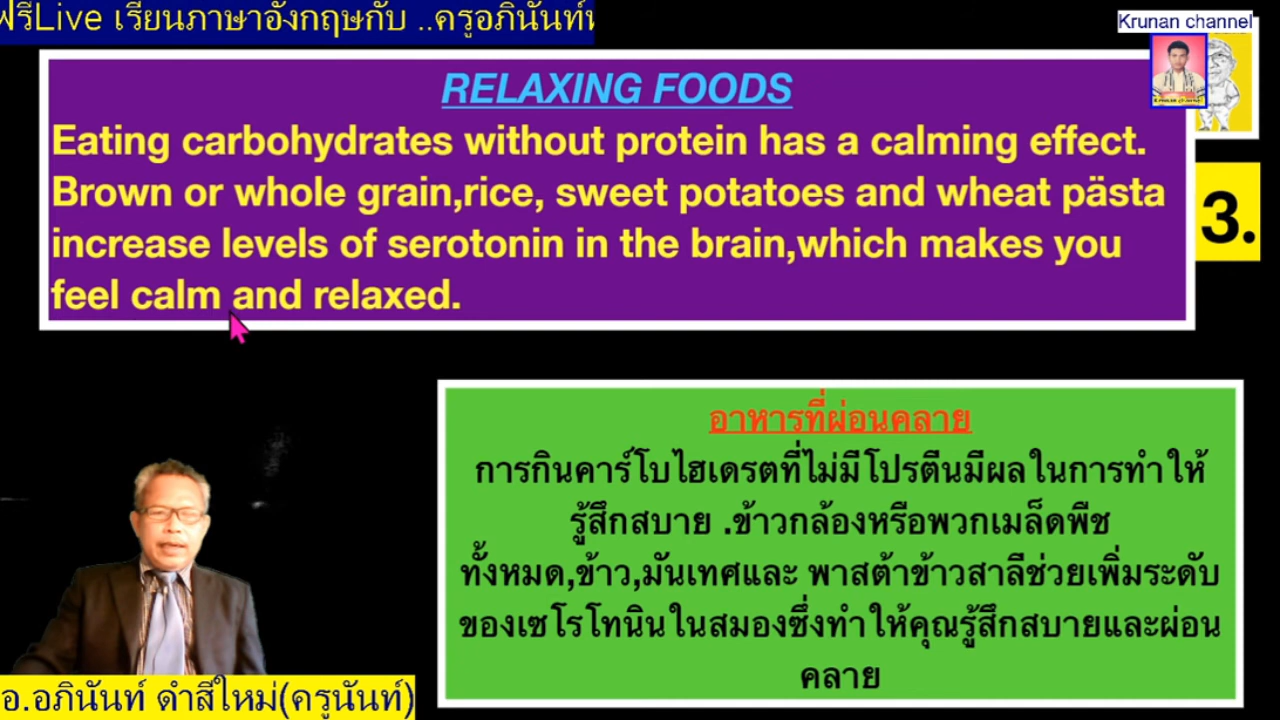 ฟรีLive เรียนภาษาอังกฤษกับ ..ครูอภินันท์
Krunan channel
RELAXING FOODS
Eating carbohydrates without protein has a calming effect.
Brown or whole grain,rice, sweet potatoes and wheat pästa
increase levels of serotonin in the brain,which makes you
feel calm and relaxed.
3.
อาหารที่ผ่อนคลาย
การกินคาร์โบไฮเดรตที่ไม่มีโปรตีนมีผลในการทำให้
รู้สึกสบาย .ข้าวกล้องหรือพวกเมล็ดพืช
ทั้งหมด,ข้าว,มันเทศและ พาสต้าข้าวสาลีช่วยเพิ่มระดับ
ของเซโรโทนินในสมองซึ่งทำให้คุณรู้สึกสบายและผ่อน
คลาย
อ.อภินันท์ ดำสีใหม่(ครูนันท์)